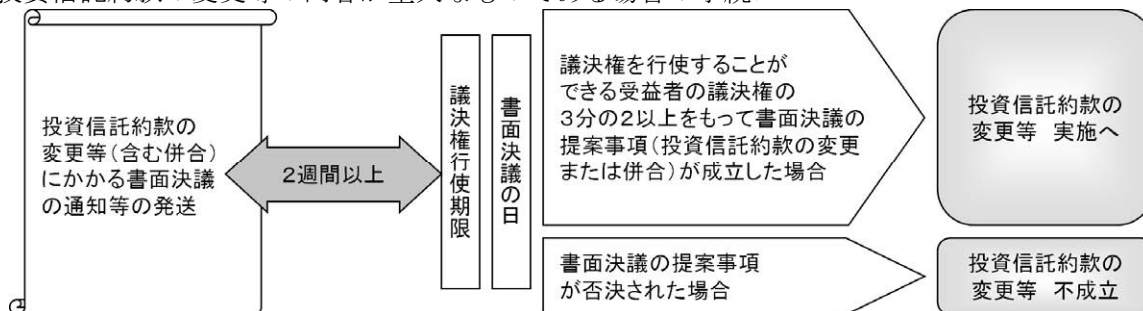 投資信託約款の
変更等(含む併合)
にかかる書面決議
の通知等の発送
2週間以上
議決権行使期限
書面決議の日
議決権を行使することが
できる受益者の議決権の
3分の2以上をもって書面決議の
提案事項(投資信託約款の変更
または併合)が成立した場合
投資信託約款の
変更等 実施へ
書面決議の提案事項
が否決された場合
投資信託約款の
変更等 不成立